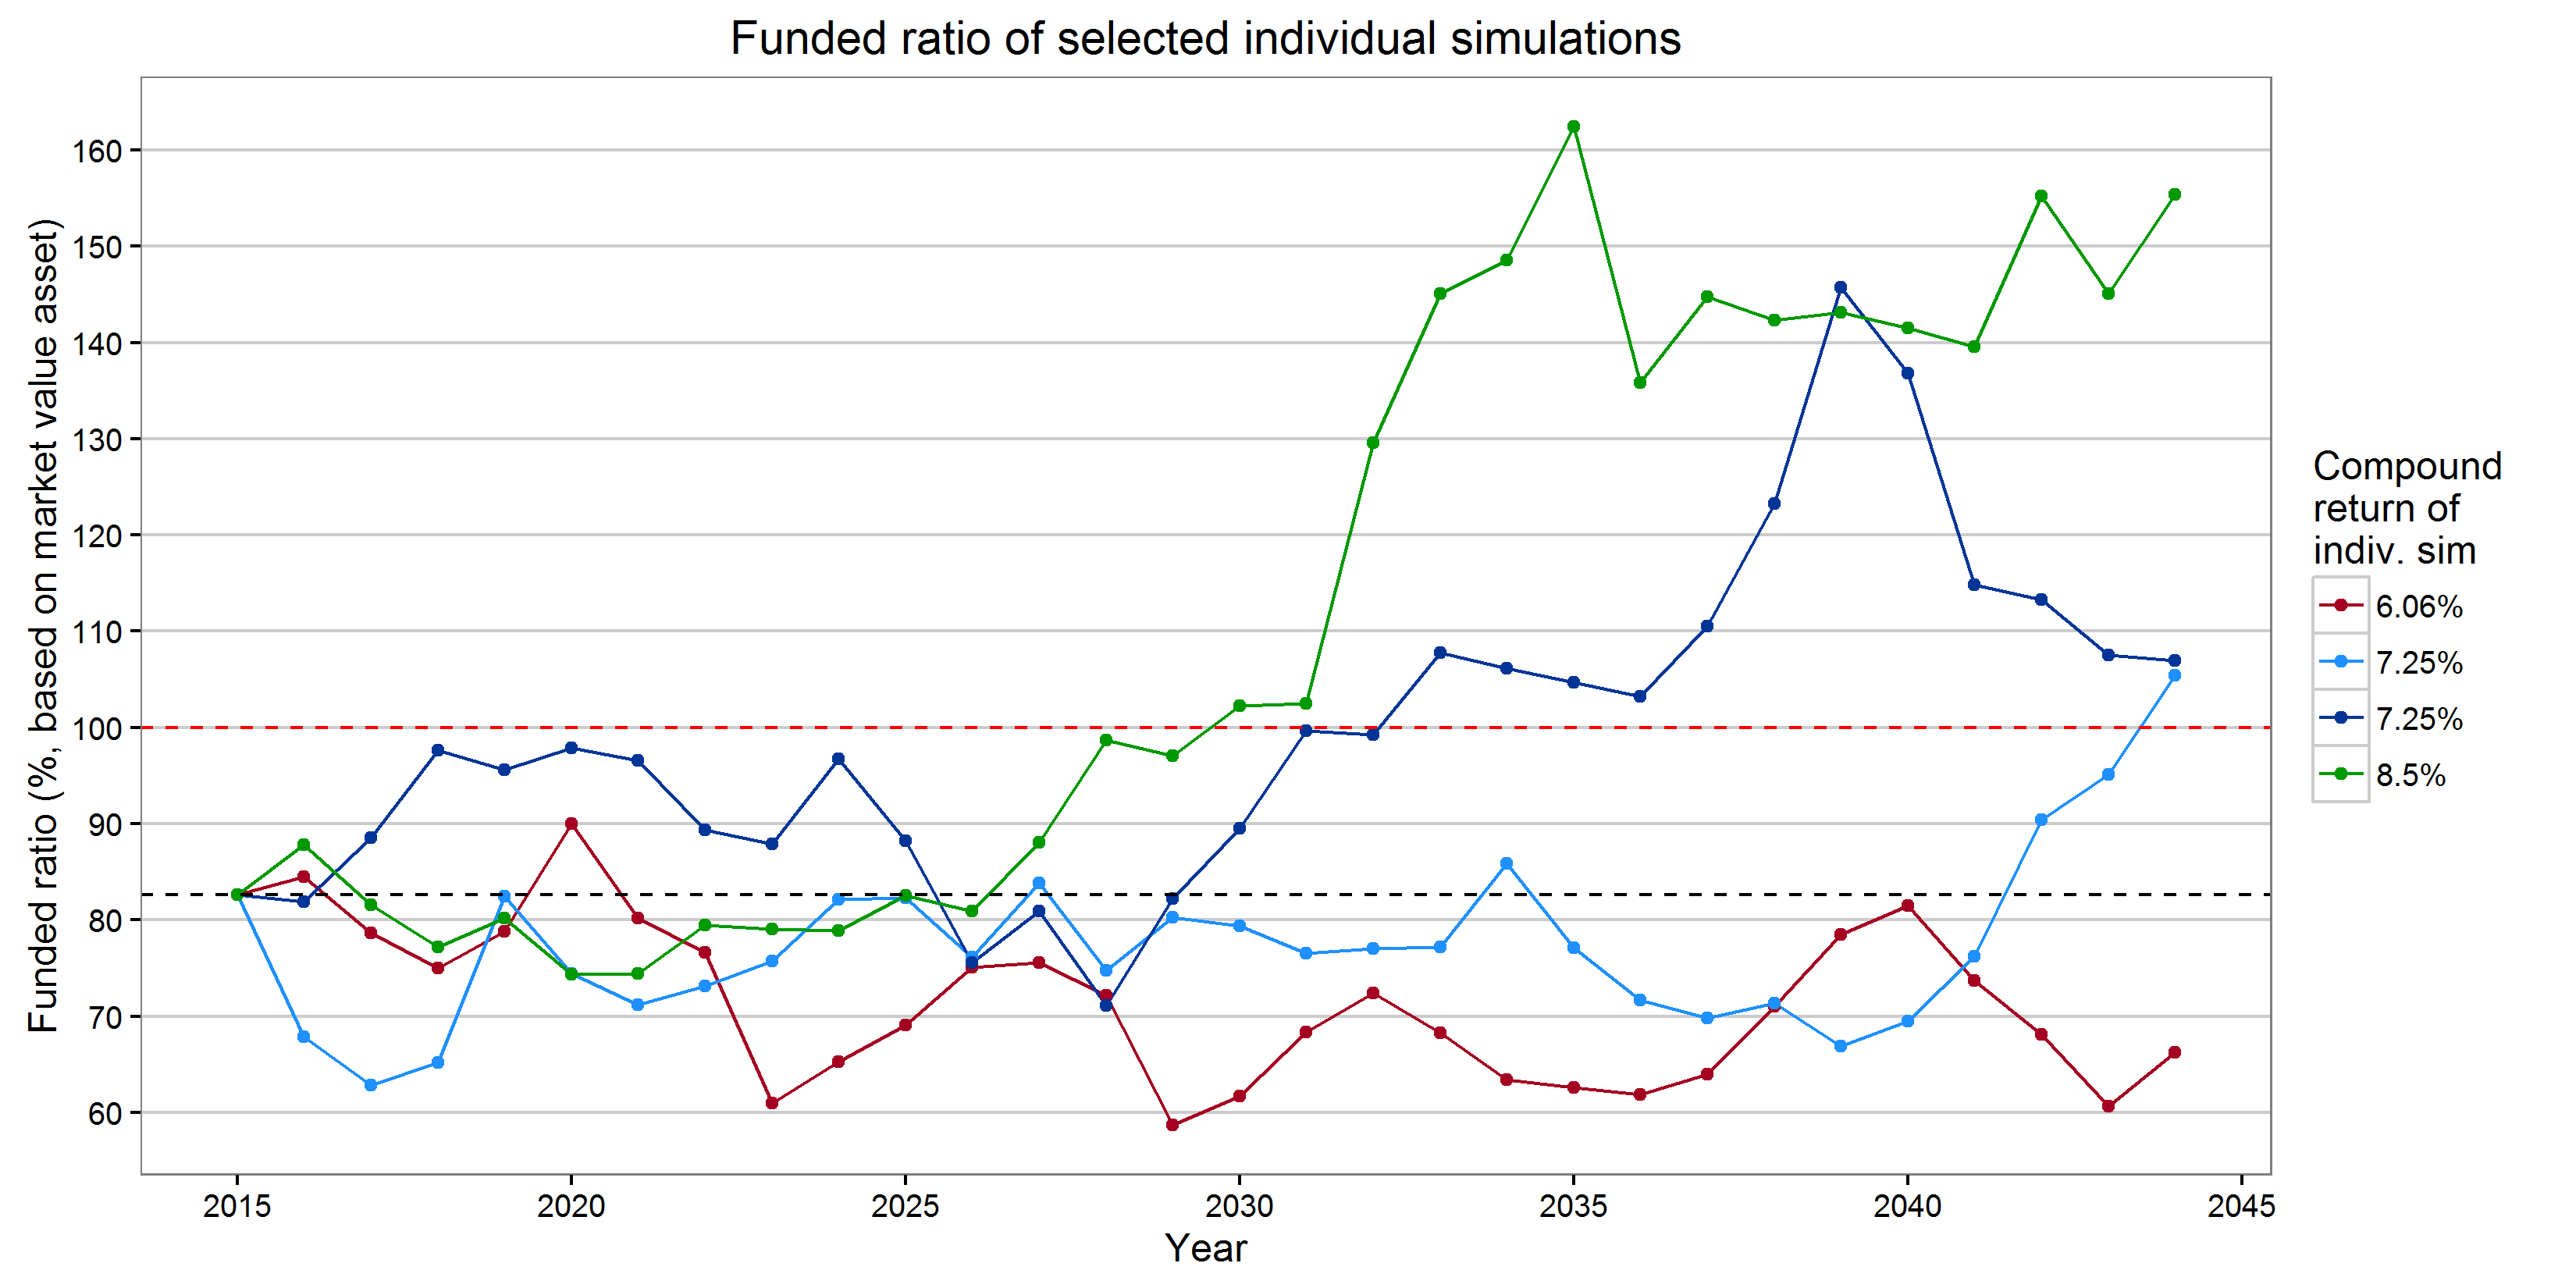 Funded ratio of selected individual simulations
Funded ratio (%, based on market value asset)
160
150
140
130
120
110
100
90
80
70
60
2015 2020 2025 2030 2035 2040 2045
Year
Compound
return of
indiv. sim
6.06%
7.25%
7.25%
8.5%